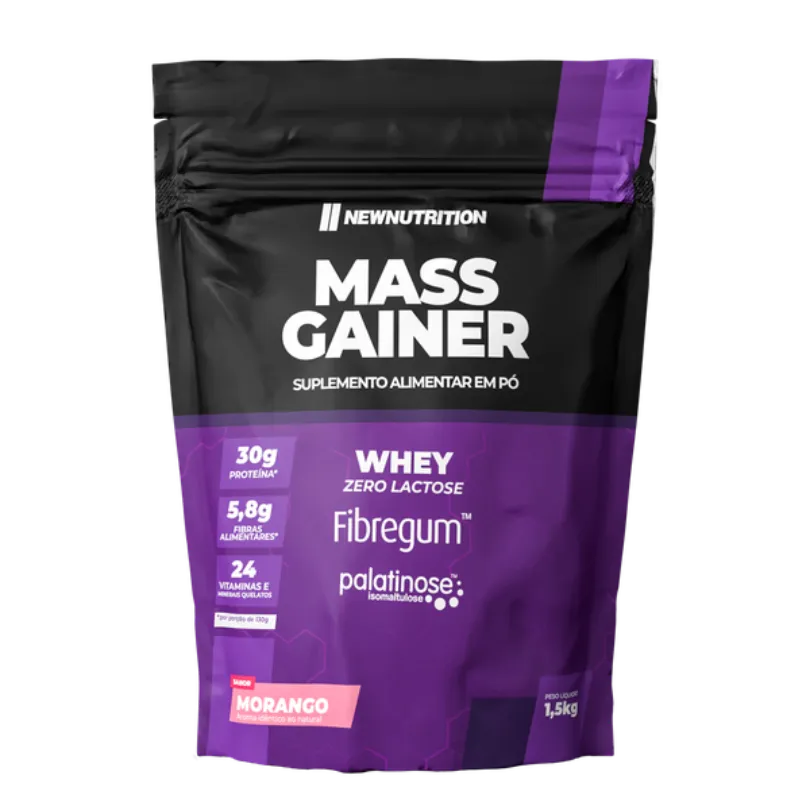 NEWNUTRITION
MASS
GAINER
SUPLEMENTO ALIMENTAR EM PÓ
30g
PROTEÍNA*
5,8g
FIBRAS
ALIMENTARES*
24
VITAMINAS E
MINERAIS QUELATOS
*por porção de 130g
WHEY
ZERO LACTOSE
Fibregum™
palatinose™
isomaltulose
SABOR
MORANGO
Aroma idêntico ao natural
PESO LÍQUIDO
1,5kg